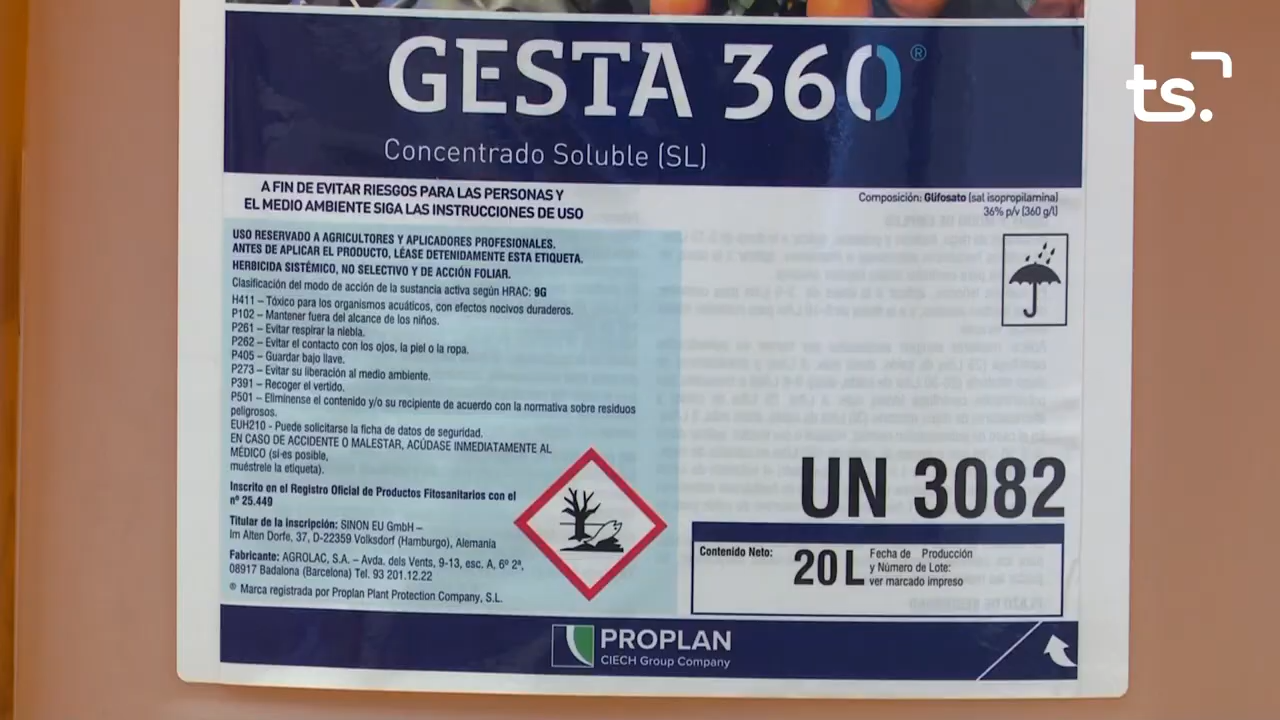 GESTA 360®
ts.
Concentrado Soluble (SL)
A FIN DE EVITAR RIESGOS PARA LAS PERSONAS Y
EL MEDIO AMBIENTE SIGA LAS INSTRUCCIONES DE USO
Composición: Glifosato (sal isopropilamina)
36% p/v (360 g/l)
USO RESERVADO A AGRICULTORES Y APLICADORES PROFESIONALES.
ANTES DE APLICAR EL PRODUCTO, LÉASE DETENIDAMENTE ESTA ETIQUETA.
HERBICIDA SISTÉMICO, NO SELECTIVO Y DE ACCIÓN FOLIAR.
Clasificación del modo de acción de la sustancia activa según HRAC: 9G
H411 – Tóxico para los organismos acuáticos, con efectos nocivos duraderos.
P102 – Mantener fuera del alcance de los niños.
P261 – Evitar respirar la niebla.
P262 – Evitar el contacto con los ojos, la piel o la ropa.
P405 – Guardar bajo llave.
P273 – Evitar su liberación al medio ambiente.
P391 – Recoger el vertido.
P501 – Elimínense el contenido y/o su recipiente de acuerdo con la normativa sobre residuos
peligrosos.
EUH210 - Puede solicitarse la ficha de datos de seguridad.
EN CASO DE ACCIDENTE O MALESTAR, ACÚDASE INMEDIATAMENTE AL
MÉDICO (si es posible,
muéstrele la etiqueta).
Inscrito en el Registro Oficial de Productos Fitosanitarios con el
nº 25.449
Titular de la inscripción: SINON EU GmbH –
Im Alten Dorfe, 37, D-22359 Volksdorf (Hamburgo), Alemania
Fabricante: AGROLAC, S.A. – Avda. dels Vents, 9-13, esc. A, 6º 2ª,
08917 Badalona (Barcelona) Tel. 93 201.12.22
® Marca registrada por Proplan Plant Protection Company, S.L.
UN 3082
Contenido Neto: 20 L
Fecha de Producción
y Número de Lote:
ver marcado impreso
PROPLAN
CIECH Group Company